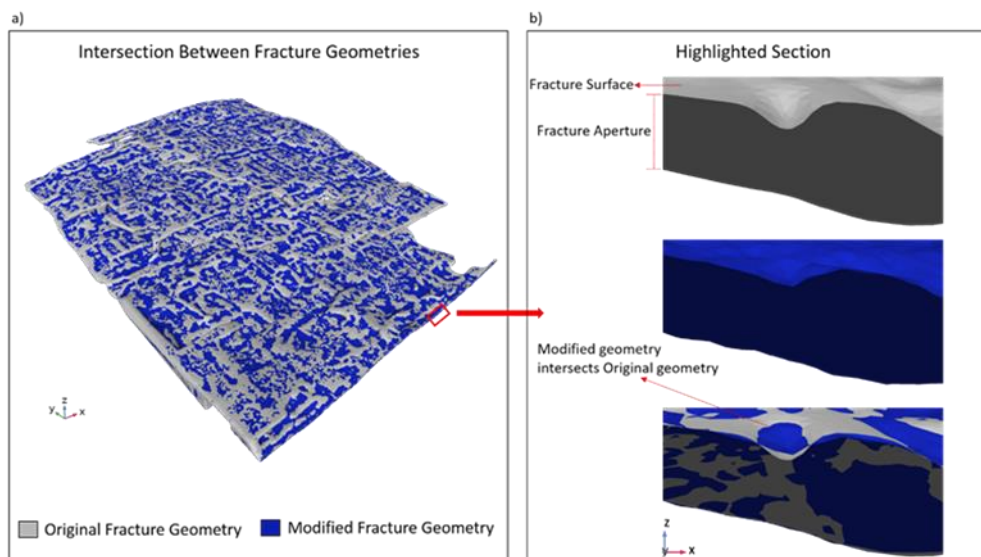 a)
Intersection Between Fracture Geometries
z
y
x
Original Fracture Geometry
Modified Fracture Geometry
b)
Highlighted Section
Fracture Surface
Fracture Aperture
Modified geometry
intersects Original geometry
z
y
x